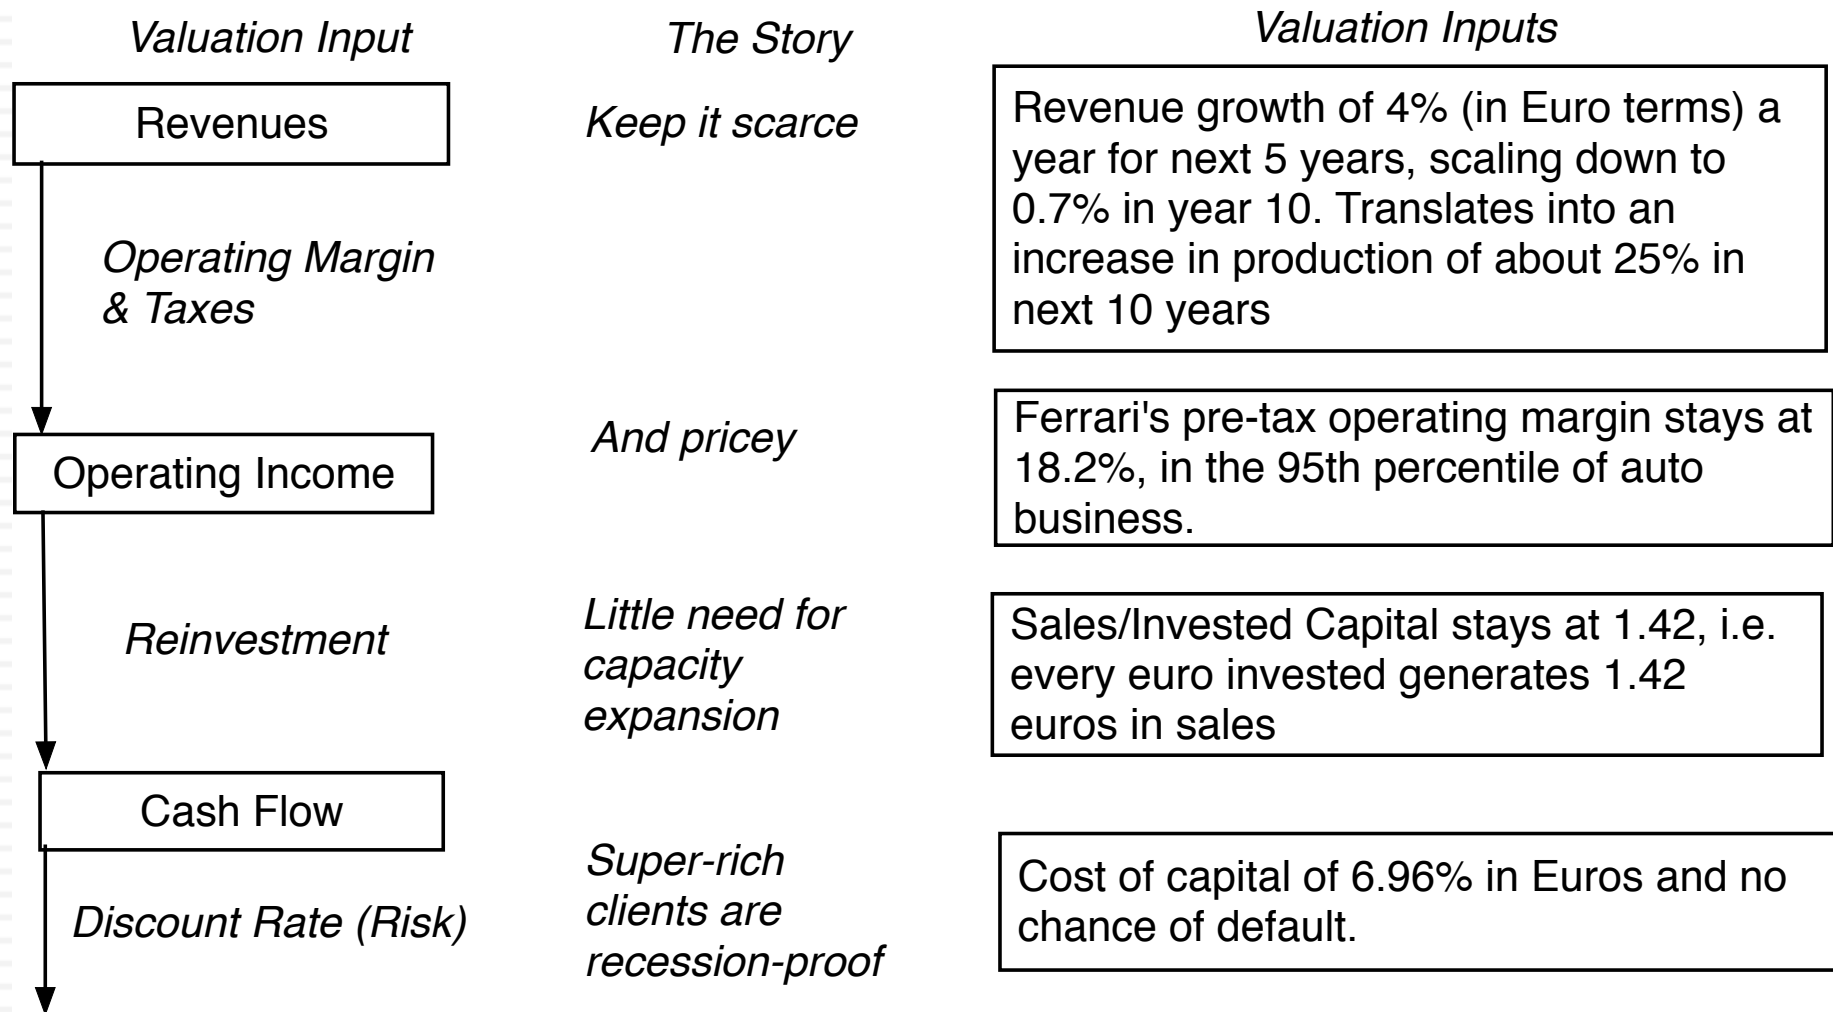 Valuation Input
The Story
Valuation Inputs
Revenues
Keep it scarce
Revenue growth of 4% (in Euro terms) a
year for next 5 years, scaling down to
0.7% in year 10. Translates into an
increase in production of about 25% in
next 10 years
Operating Margin
& Taxes
Operating Income
And pricey
Ferrari's pre-tax operating margin stays at
18.2%, in the 95th percentile of auto
business.
Reinvestment
Little need for
capacity
expansion
Sales/Invested Capital stays at 1.42, i.e.
every euro invested generates 1.42
euros in sales
Cash Flow
Discount Rate (Risk)
Super-rich
clients are
recession-proof
Cost of capital of 6.96% in Euros and no
chance of default.